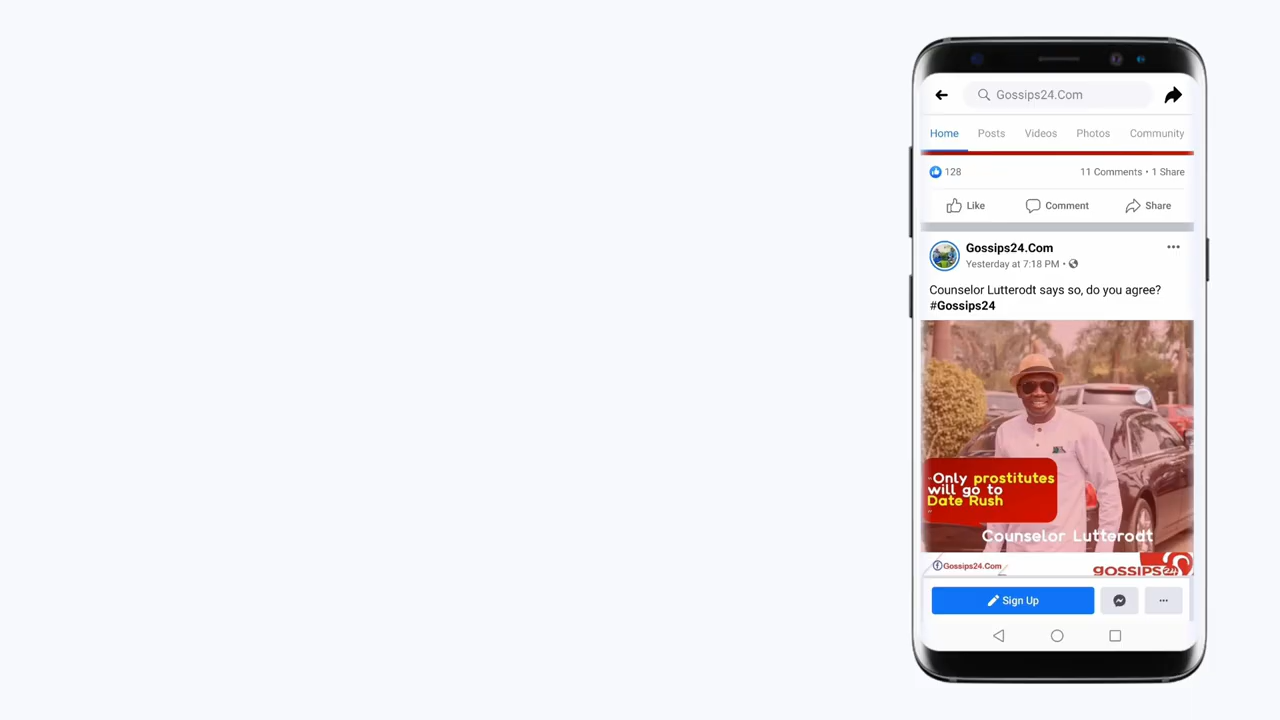 Gossips24.Com
Home Posts Videos Photos Community
128 11 Comments • 1 Share
Like Comment Share
Gossips24.Com
Yesterday at 7:18 PM •
Counselor Lutterodt says so, do you agree?
#Gossips24
"Only prostitutes
will go to
Date Rush
Counselor Lutterodt
Gossips24.Com
gossips24
Sign Up